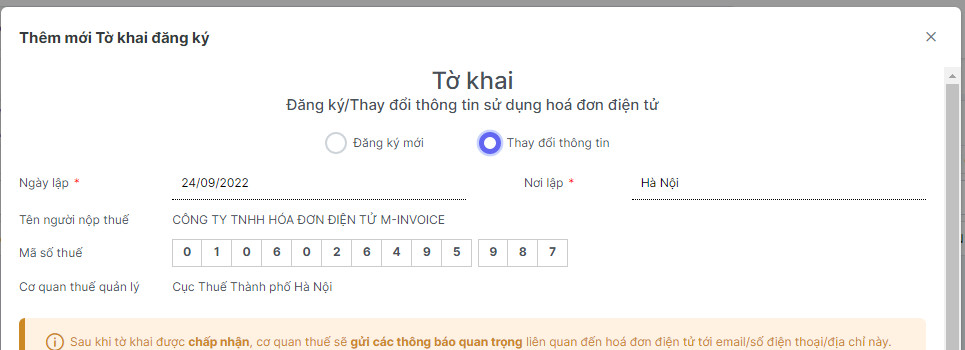 Thêm mới Tờ khai đăng ký
Tờ khai
Đăng ký/Thay đổi thông tin sử dụng hoá đơn điện tử
Đăng ký mới Thay đổi thông tin
Ngày lập * 24/09/2022 Nơi lập * Hà Nội
Tên người nộp thuế CÔNG TY TNHH HÓA ĐƠN ĐIỆN TỬ M-INVOICE
Mã số thuế 0 1 0 6 0 2 6 4 9 5 9 8 7
Cơ quan thuế quản lý Cục Thuế Thành phố Hà Nội
Sau khi tờ khai được chấp nhận, cơ quan thuế sẽ gửi các thông báo quan trọng liên quan đến hoá đơn điện tử tới email/số điện thoại/địa chỉ này.